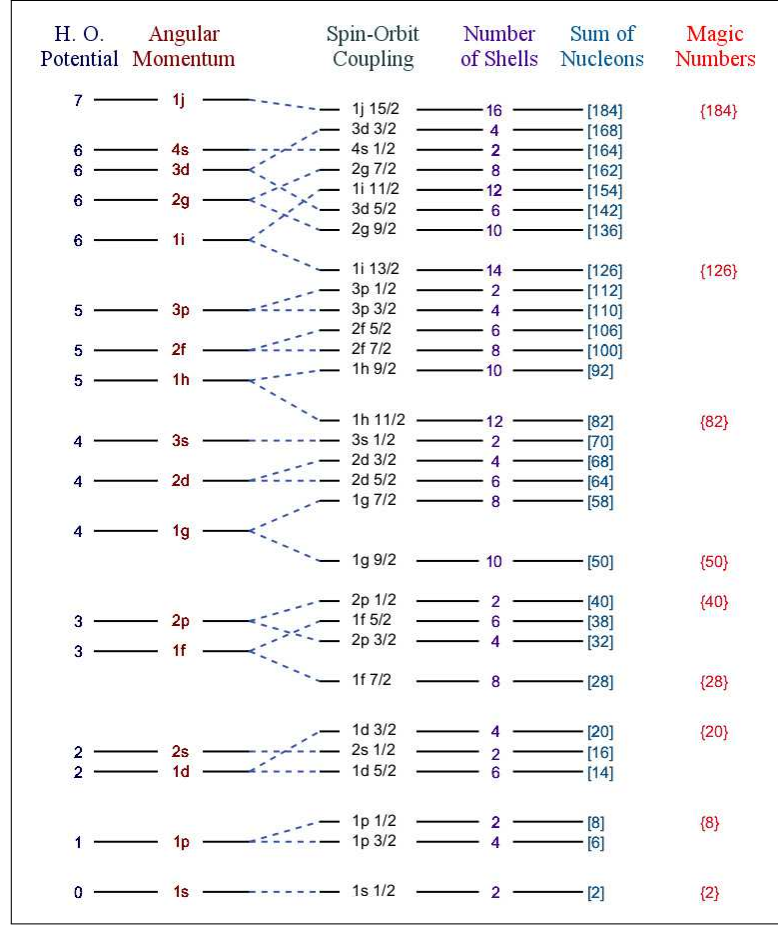 H. O. Potential Angular Momentum Spin-Orbit Coupling Number of Shells Sum of Nucleons Magic Numbers
7 1j
1j 15/2 16 [184] {184}
3d 3/2 4 [168]
6 4s 4s 1/2 2 [164]
6 3d 2g 7/2 8 [162]
1i 11/2 12 [154]
6 2g
3d 5/2 6 [142]
2g 9/2 10 [136]
6 1i
1i 13/2 14 [126] {126}
3p 1/2 2 [112]
5 3p 3p 3/2 4 [110]
2f 5/2 6 [106]
5 2f 2f 7/2 8 [100]
1h 9/2 10 [92]
5 1h
1h 11/2 12 [82] {82}
4 3s 3s 1/2 2 [70]
2d 3/2 4 [68]
4 2d 2d 5/2 6 [64]
1g 7/2 8 [58]
4 1g
1g 9/2 10 [50] {50}
2p 1/2 2 [40] {40}
3 2p 1f 5/2 6 [38]
2p 3/2 4 [32]
3 1f
1f 7/2 8 [28] {28}
1d 3/2 4 [20] {20}
2 2s 2s 1/2 2 [16]
2 1d 1d 5/2 6 [14]
1p 1/2 2 [8] {8}
1 1p 1p 3/2 4 [6]
0 1s 1s 1/2 2 [2] {2}